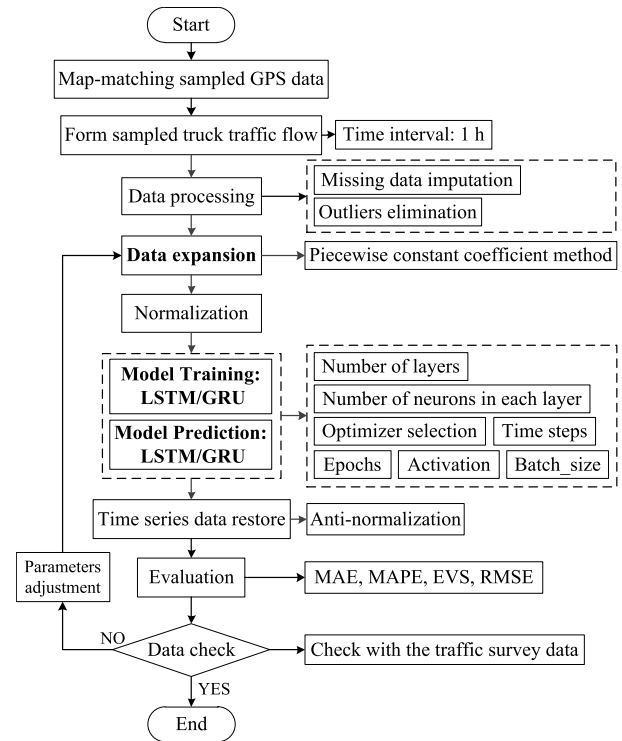 Start
Map-matching sampled GPS data
Form sampled truck traffic flow
Time interval: 1 h
Data processing
Missing data imputation
Outliers elimination
Data expansion
Piecewise constant coefficient method
Normalization
Model Training:
LSTM/GRU
Model Prediction:
LSTM/GRU
Number of layers
Number of neurons in each layer
Optimizer selection
Time steps
Epochs
Activation
Batch_size
Time series data restore
Anti-normalization
Parameters
adjustment
Evaluation
MAE, MAPE, EVS, RMSE
NO
Data check
Check with the traffic survey data
YES
End